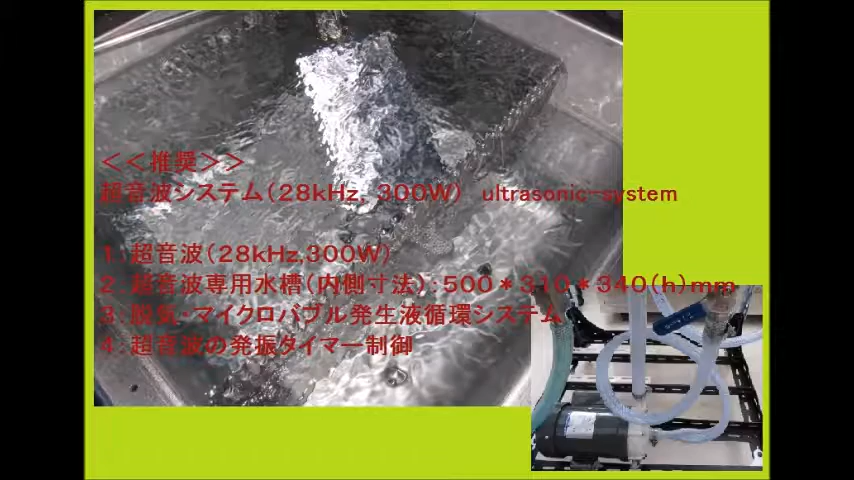 <<推奨>>
超音波システム(28kHz, 300W) ultrasonic-system
1:超音波(28kHz,300W)
2:超音波専用水槽(内側寸法):500*310*340(h)mm
3:脱気・マイクロバブル発生液循環システム
4:超音波の発振タイマー制御